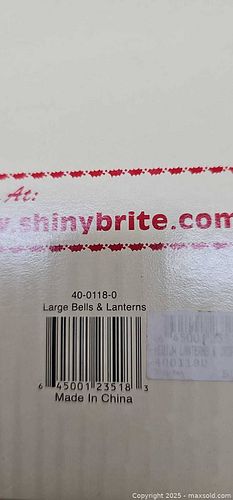 At:
w.shinybrite.com
40-0118-0
Large Bells & Lanterns
6 45001 23518 3
Made In China
4001180
Copyright © 2025 - maxsold.com